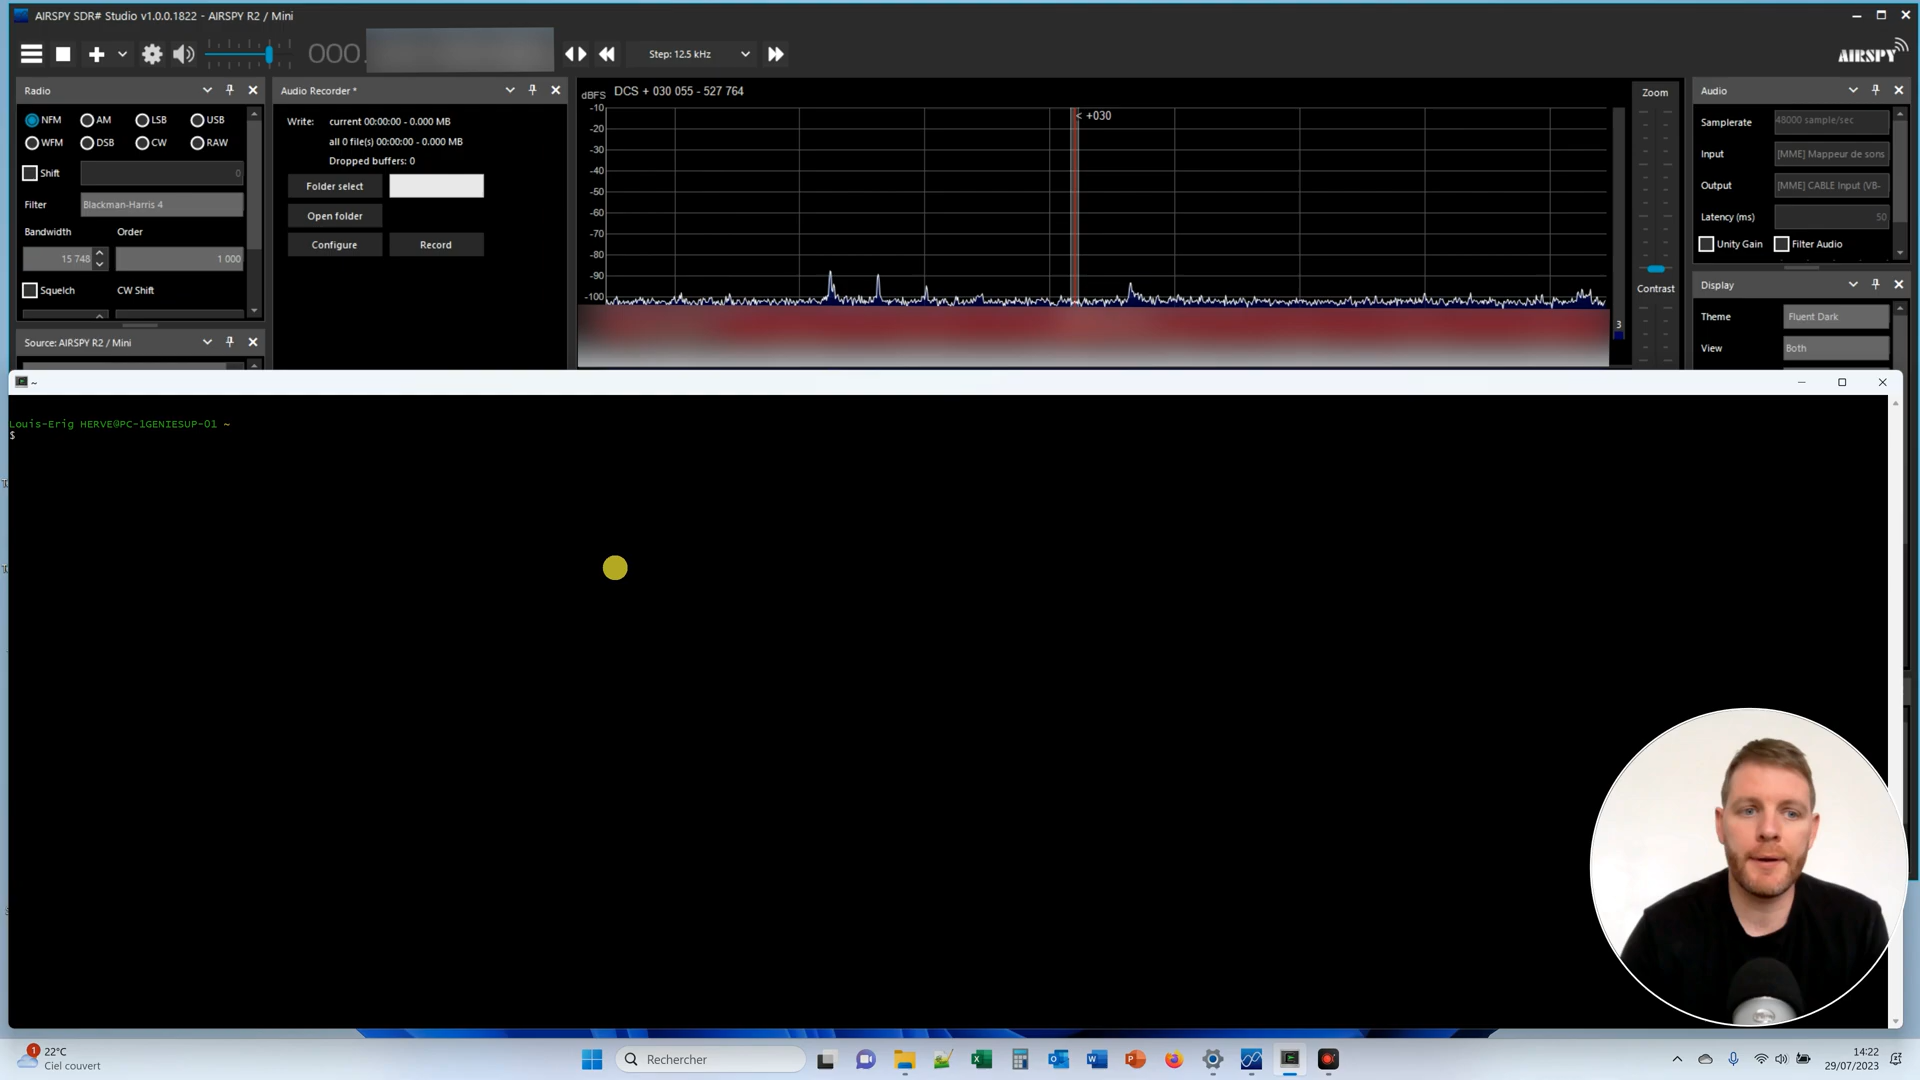 AIRSPY SDR# Studio v1.0.0.1822 - AIRSPY R2 / Mini
000.
Step: 12.5 kHz
AIRSPY
Radio
NFM AM LSB USB
WFM DSB CW RAW
Shift 0
Filter Blackman-Harris 4
Bandwidth Order
15 748 1 000
Squelch CW Shift
Source: AIRSPY R2 / Mini
Audio Recorder *
Write: current 00:00:00 - 0.000 MB
all 0 file(s) 00:00:00 - 0.000 MB
Dropped buffers: 0
Folder select
Open folder
Configure Record
dBFS DCS + 030 055 - 527 764
< +030
-10
-20
-30
-40
-50
-60
-70
-80
-90
-100
3
Zoom
Contrast
Audio
Samplerate 48000 sample/sec
Input [MME] Mappeur de sons
Output [MME] CABLE Input (VB-
Latency (ms) 50
Unity Gain Filter Audio
Display
Theme Fluent Dark
View Both
~
Louis-Erig HERVE@PC-1GENIESUP-01 ~
$
1 22°C
Ciel couvert
Rechercher
14:22
29/07/2023